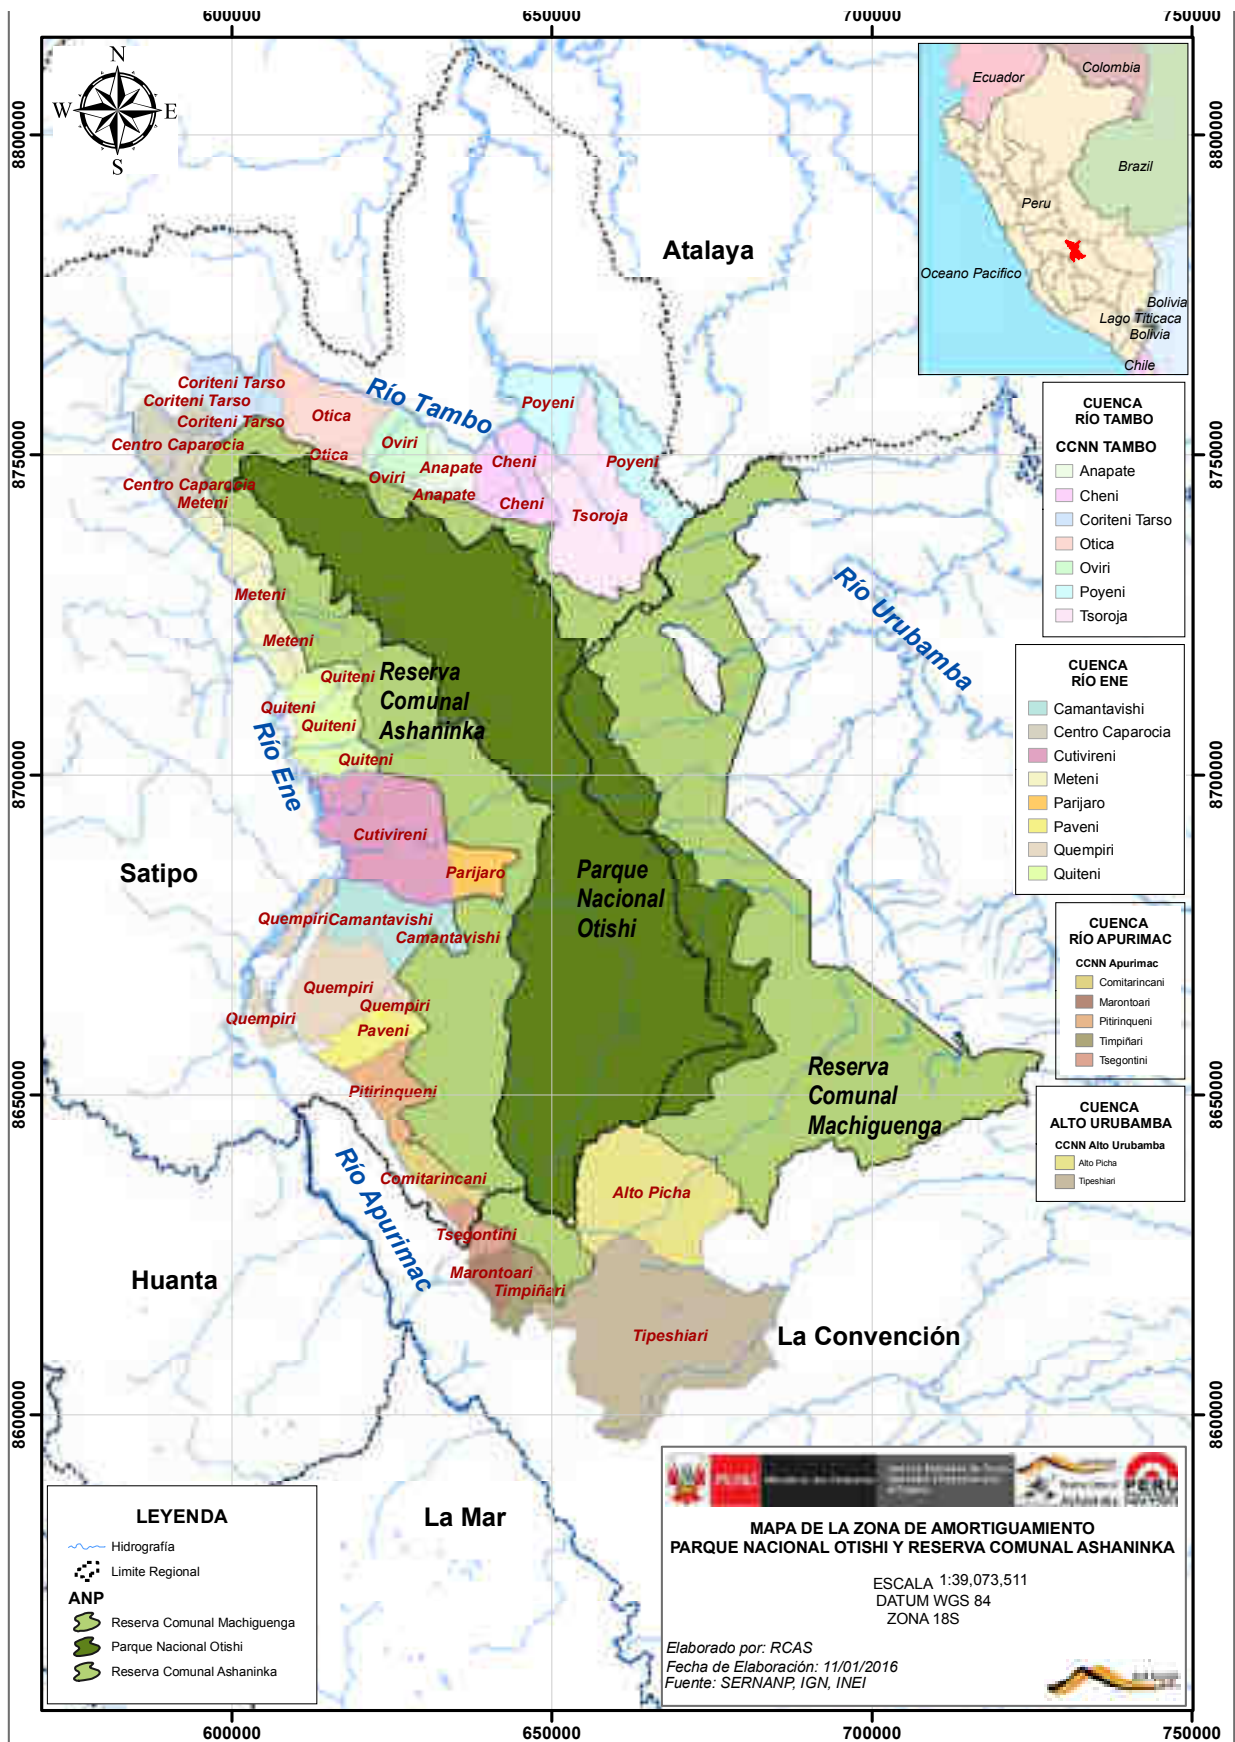 600000
650000
700000
750000
8800000
8750000
8700000
8650000
8600000
8800000
8750000
8700000
8650000
8600000
N
W
E
S
Ecuador
Colombia
Brazil
Peru
Oceano Pacifico
Bolivia
Lago Titicaca
Bolivia
Chile
Atalaya
Río Tambo
Coriteni Tarso
Coriteni Tarso
Coriteni Tarso
Centro Caparocia
Centro Caparocia
Meteni
Otica
Otica
Oviri
Oviri
Anapate
Anapate
Cheni
Cheni
Poyeni
Poyeni
Tsoroja
Río Urubamba
Meteni
Meteni
Quiteni
Quiteni
Quiteni
Quiteni
Reserva
Comunal
Ashaninka
Río Ene
Cutivireni
Parijaro
Satipo
Parque
Nacional
Otishi
Quempiri
Camantavishi
Camantavishi
Quempiri
Quempiri
Quempiri
Paveni
Pitirinqueni
Reserva
Comunal
Machiguenga
Río Apurimac
Comitarincani
Alto Picha
Tsegontini
Marontoari
Timpiñari
Tipeshiari
Huanta
La Convención
La Mar
CUENCA
RÍO TAMBO
CCNN TAMBO
Anapate
Cheni
Coriteni Tarso
Otica
Oviri
Poyeni
Tsoroja
CUENCA
RÍO ENE
Camantavishi
Centro Caparocia
Cutivireni
Meteni
Parijaro
Paveni
Quempiri
Quiteni
CUENCA
RÍO APURIMAC
CCNN Apurimac
Comitarincani
Marontoari
Pitirinqueni
Timpiñari
Tsegontini
CUENCA
ALTO URUBAMBA
CCNN Alto Urubamba
Alto Picha
Tipeshiari
LEYENDA
Hidrografía
Limite Regional
ANP
Reserva Comunal Machiguenga
Parque Nacional Otishi
Reserva Comunal Ashaninka
PERÚ
PERU
MAPA DE LA ZONA DE AMORTIGUAMIENTO
PARQUE NACIONAL OTISHI Y RESERVA COMUNAL ASHANINKA
ESCALA 1:39,073,511
DATUM WGS 84
ZONA 18S
Elaborado por: RCAS
Fecha de Elaboración: 11/01/2016
Fuente: SERNANP, IGN, INEI
600000
650000
700000
750000